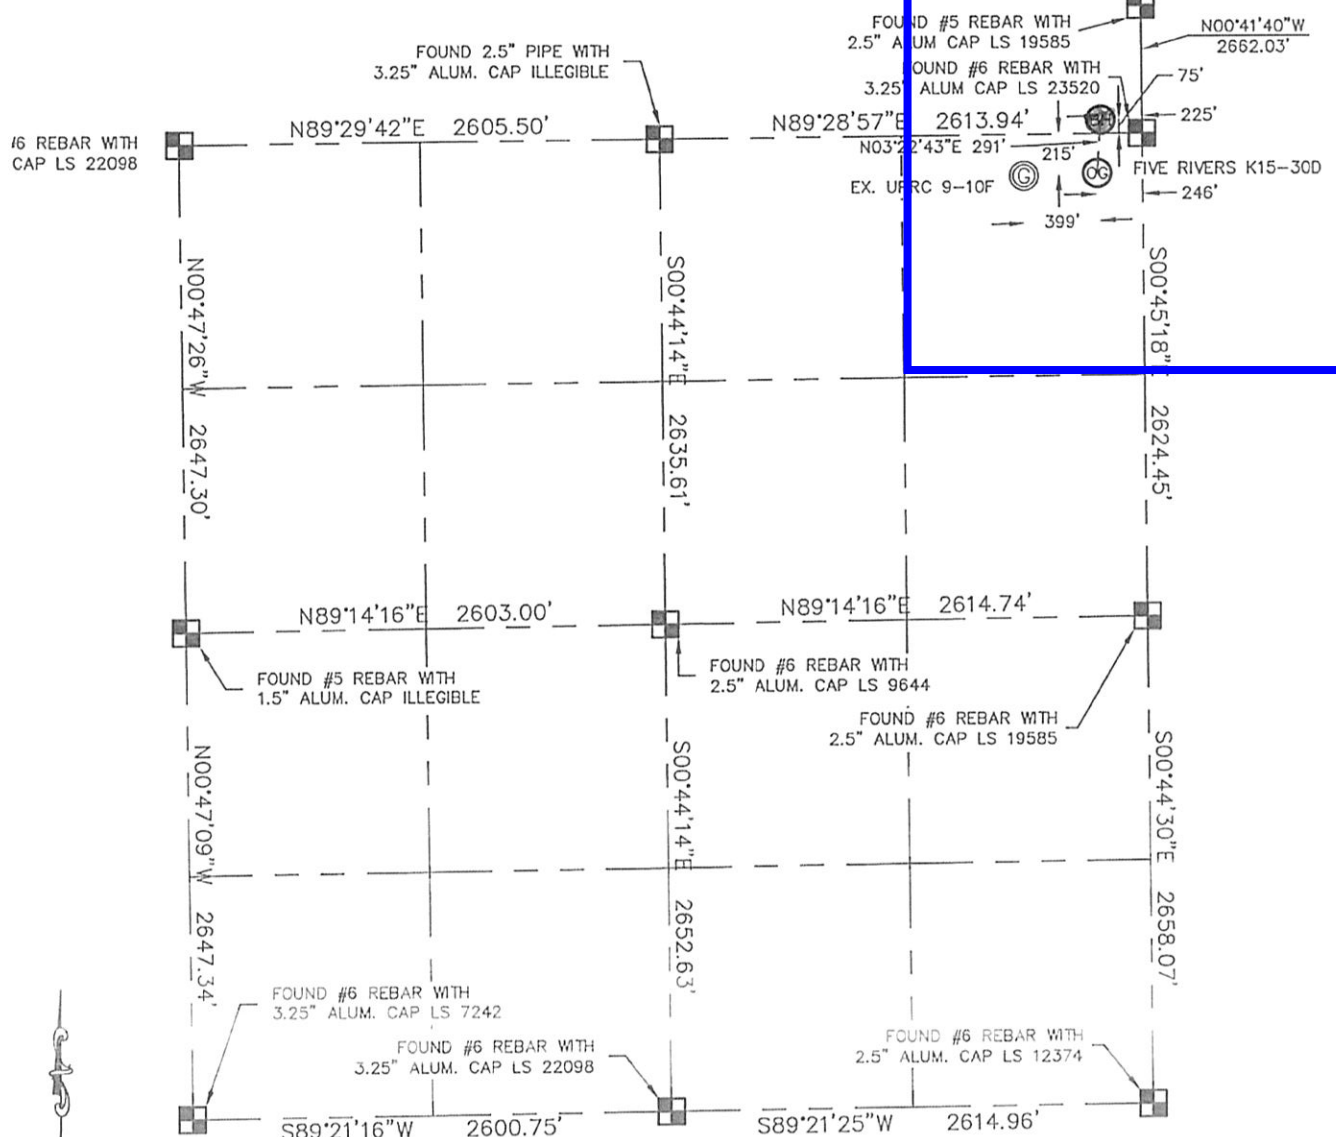 FOUND #5 REBAR WITH
2.5" ALUM CAP LS 19585
N00°41'40"W
2662.03'
FOUND 2.5" PIPE WITH
3.25" ALUM. CAP ILLEGIBLE
FOUND #6 REBAR WITH
3.25" ALUM CAP LS 23520
75'
225'
N89°29'42"E 2605.50'
N89°28'57"E 2613.94'
BH
#6 REBAR WITH
CAP LS 22098
N03°22'43"E 291'
215'
EX. UPRC 9-10F
G
OG
FIVE RIVERS K15-30D
246'
399'
N00°47'26"W 2647.30'
S00°44'14"E 2635.61'
S00°45'18"E 2624.45'
N89°14'16"E 2603.00'
N89°14'16"E 2614.74'
FOUND #5 REBAR WITH
1.5" ALUM. CAP ILLEGIBLE
FOUND #6 REBAR WITH
2.5" ALUM. CAP LS 9644
FOUND #6 REBAR WITH
2.5" ALUM. CAP LS 19585
N00°47'09"W 2647.34'
S00°44'14"E 2652.63'
S00°44'30"E 2658.07'
FOUND #6 REBAR WITH
3.25" ALUM. CAP LS 7242
FOUND #6 REBAR WITH
3.25" ALUM. CAP LS 22098
FOUND #6 REBAR WITH
2.5" ALUM. CAP LS 12374
S89°21'16"W 2600.75'
S89°21'25"W 2614.96'